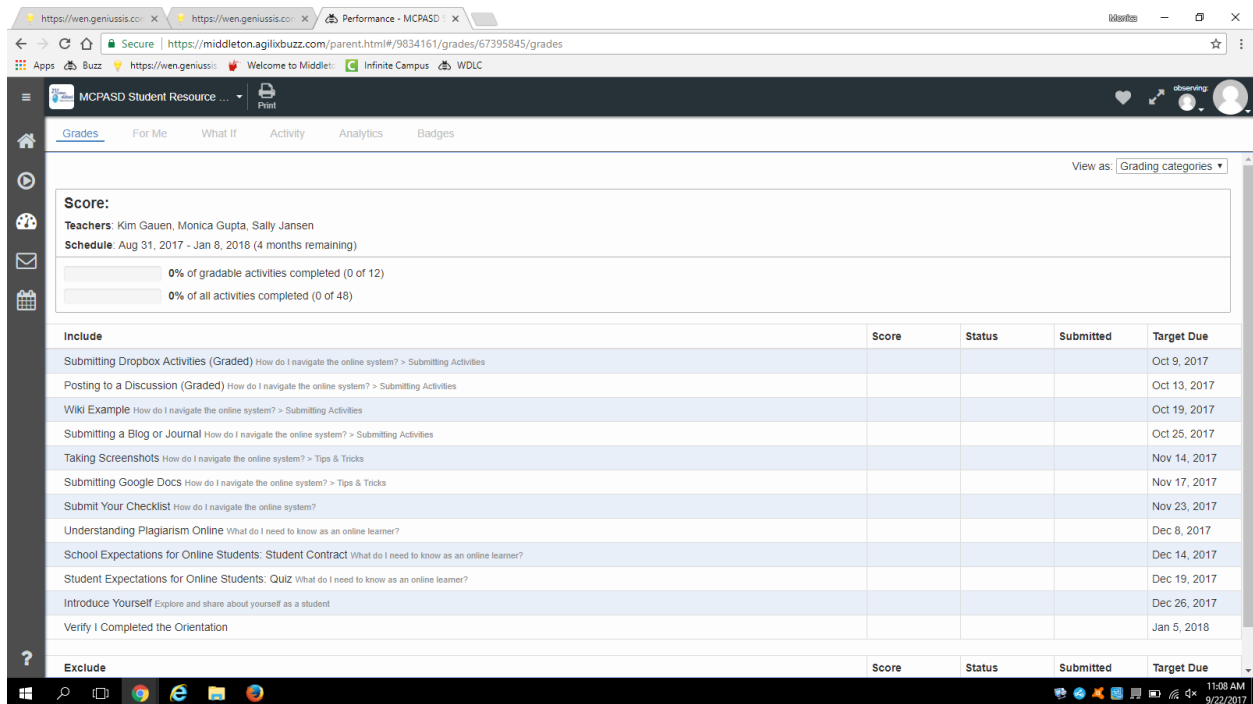 https://wen.geniussis.con https://wen.geniussis.con Performance - MCPASD S Monica
Secure https://middleton.agilixbuzz.com/parent.html#/9834161/grades/67395845/grades
Apps Buzz https://wen.geniussis. Welcome to Middleto Infinite Campus WDLC
MCPASD Student Resource ... Print observing:
Grades For Me What If Activity Analytics Badges
View as: Grading categories
Score:
Teachers: Kim Gauen, Monica Gupta, Sally Jansen
Schedule: Aug 31, 2017 - Jan 8, 2018 (4 months remaining)
0% of gradable activities completed (0 of 12)
0% of all activities completed (0 of 48)
Include Score Status Submitted Target Due
Submitting Dropbox Activities (Graded) How do I navigate the online system? > Submitting Activities Oct 9, 2017
Posting to a Discussion (Graded) How do I navigate the online system? > Submitting Activities Oct 13, 2017
Wiki Example How do I navigate the online system? > Submitting Activities Oct 19, 2017
Submitting a Blog or Journal How do I navigate the online system? > Submitting Activities Oct 25, 2017
Taking Screenshots How do I navigate the online system? > Tips & Tricks Nov 14, 2017
Submitting Google Docs How do I navigate the online system? > Tips & Tricks Nov 17, 2017
Submit Your Checklist How do I navigate the online system? Nov 23, 2017
Understanding Plagiarism Online What do I need to know as an online learner? Dec 8, 2017
School Expectations for Online Students: Student Contract What do I need to know as an online learner? Dec 14, 2017
Student Expectations for Online Students: Quiz What do I need to know as an online learner? Dec 19, 2017
Introduce Yourself Explore and share about yourself as a student Dec 26, 2017
Verify I Completed the Orientation Jan 5, 2018
Exclude Score Status Submitted Target Due
11:08 AM
9/22/2017